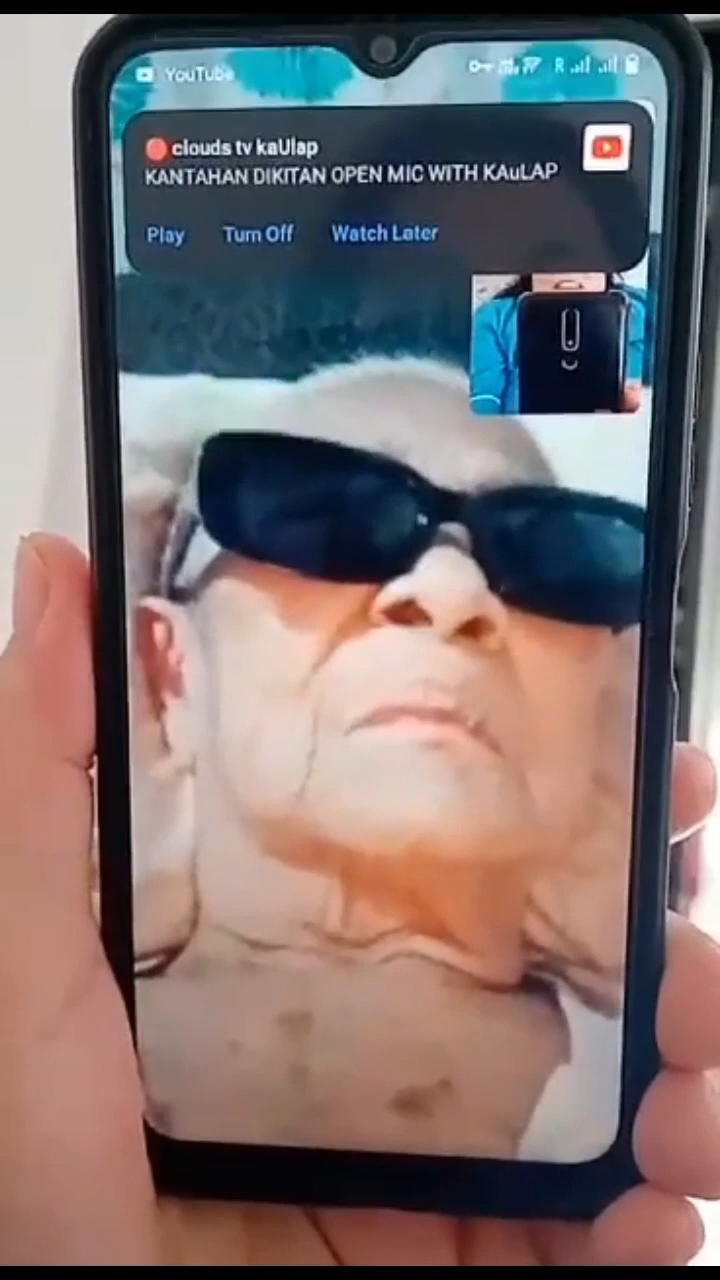 YouTube
R
clouds tv kaUlap
KANTAHAN DIKITAN OPEN MIC WITH KAuLAP
Play Turn Off Watch Later